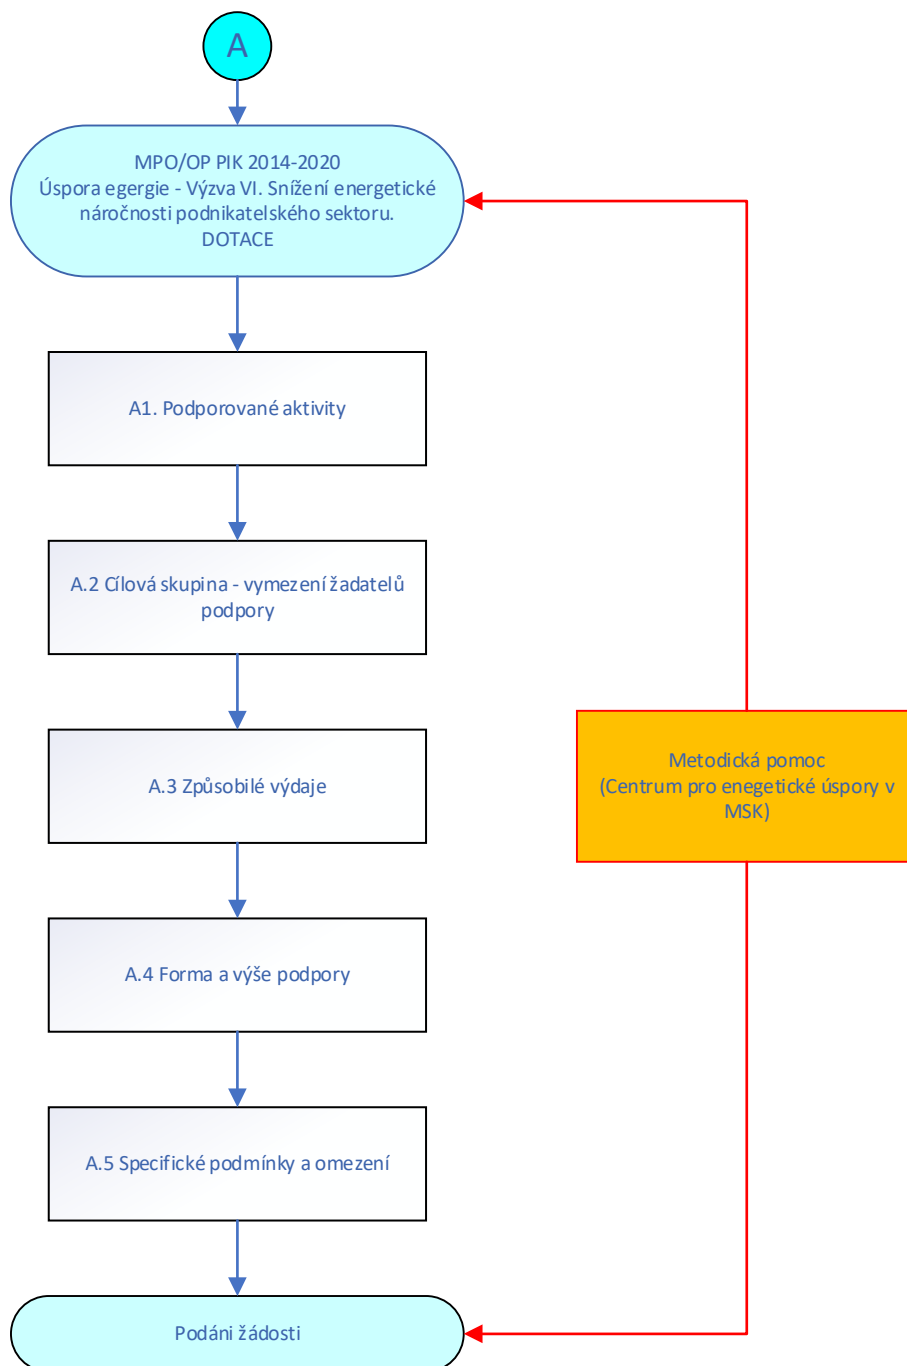 A
MPO/OP PIK 2014-2020
Úspora egergie - Výzva VI. Snížení energetické
náročnosti podnikatelského sektoru.
DOTACE
A1. Podporované aktivity
A.2 Cílová skupina - vymezení žadatelů
podpory
A.3 Způsobilé výdaje
Metodická pomoc
(Centrum pro enegetické úspory v
MSK)
A.4 Forma a výše podpory
A.5 Specifické podmínky a omezení
Podáni žádosti